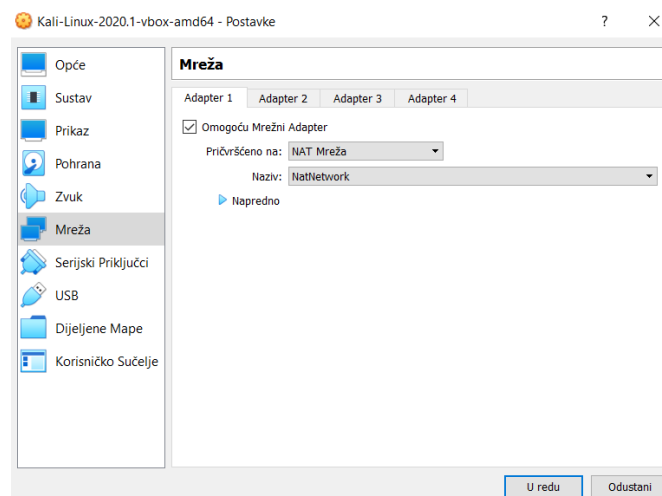 Kali-Linux-2020.1-vbox-amd64 - Postavke
?
Opće
Sustav
Prikaz
Pohrana
Zvuk
Mreža
Serijski Priključci
USB
Dijeljene Mape
Korisničko Sučelje
Mreža
Adapter 1 Adapter 2 Adapter 3 Adapter 4
Omogoću Mrežni Adapter
Pričvršćeno na: NAT Mreža
Naziv: NatNetwork
Napredno
U redu Odustani